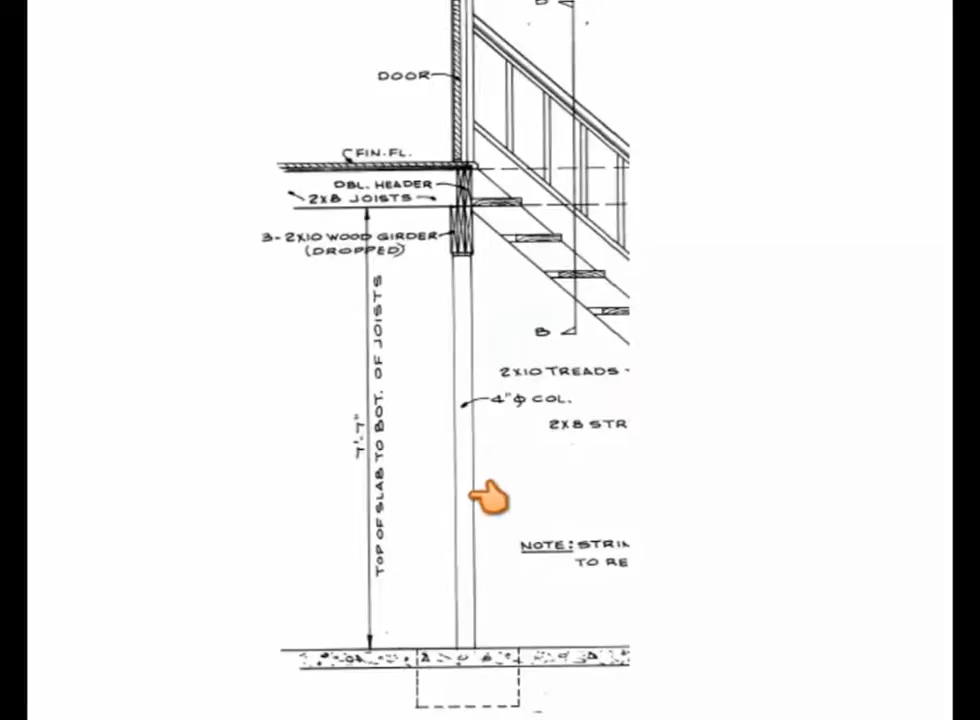 B
DOOR
FIN.FL.
DBL. HEADER
2X8 JOISTS
3-2X10 WOOD GIRDER
(DROPPED)
7'-7"
TOP OF SLAB TO BOT. OF JOISTS
B
2X10 TREADS
4"φ COL.
2X8 STR
NOTE: STRIN
TO RE